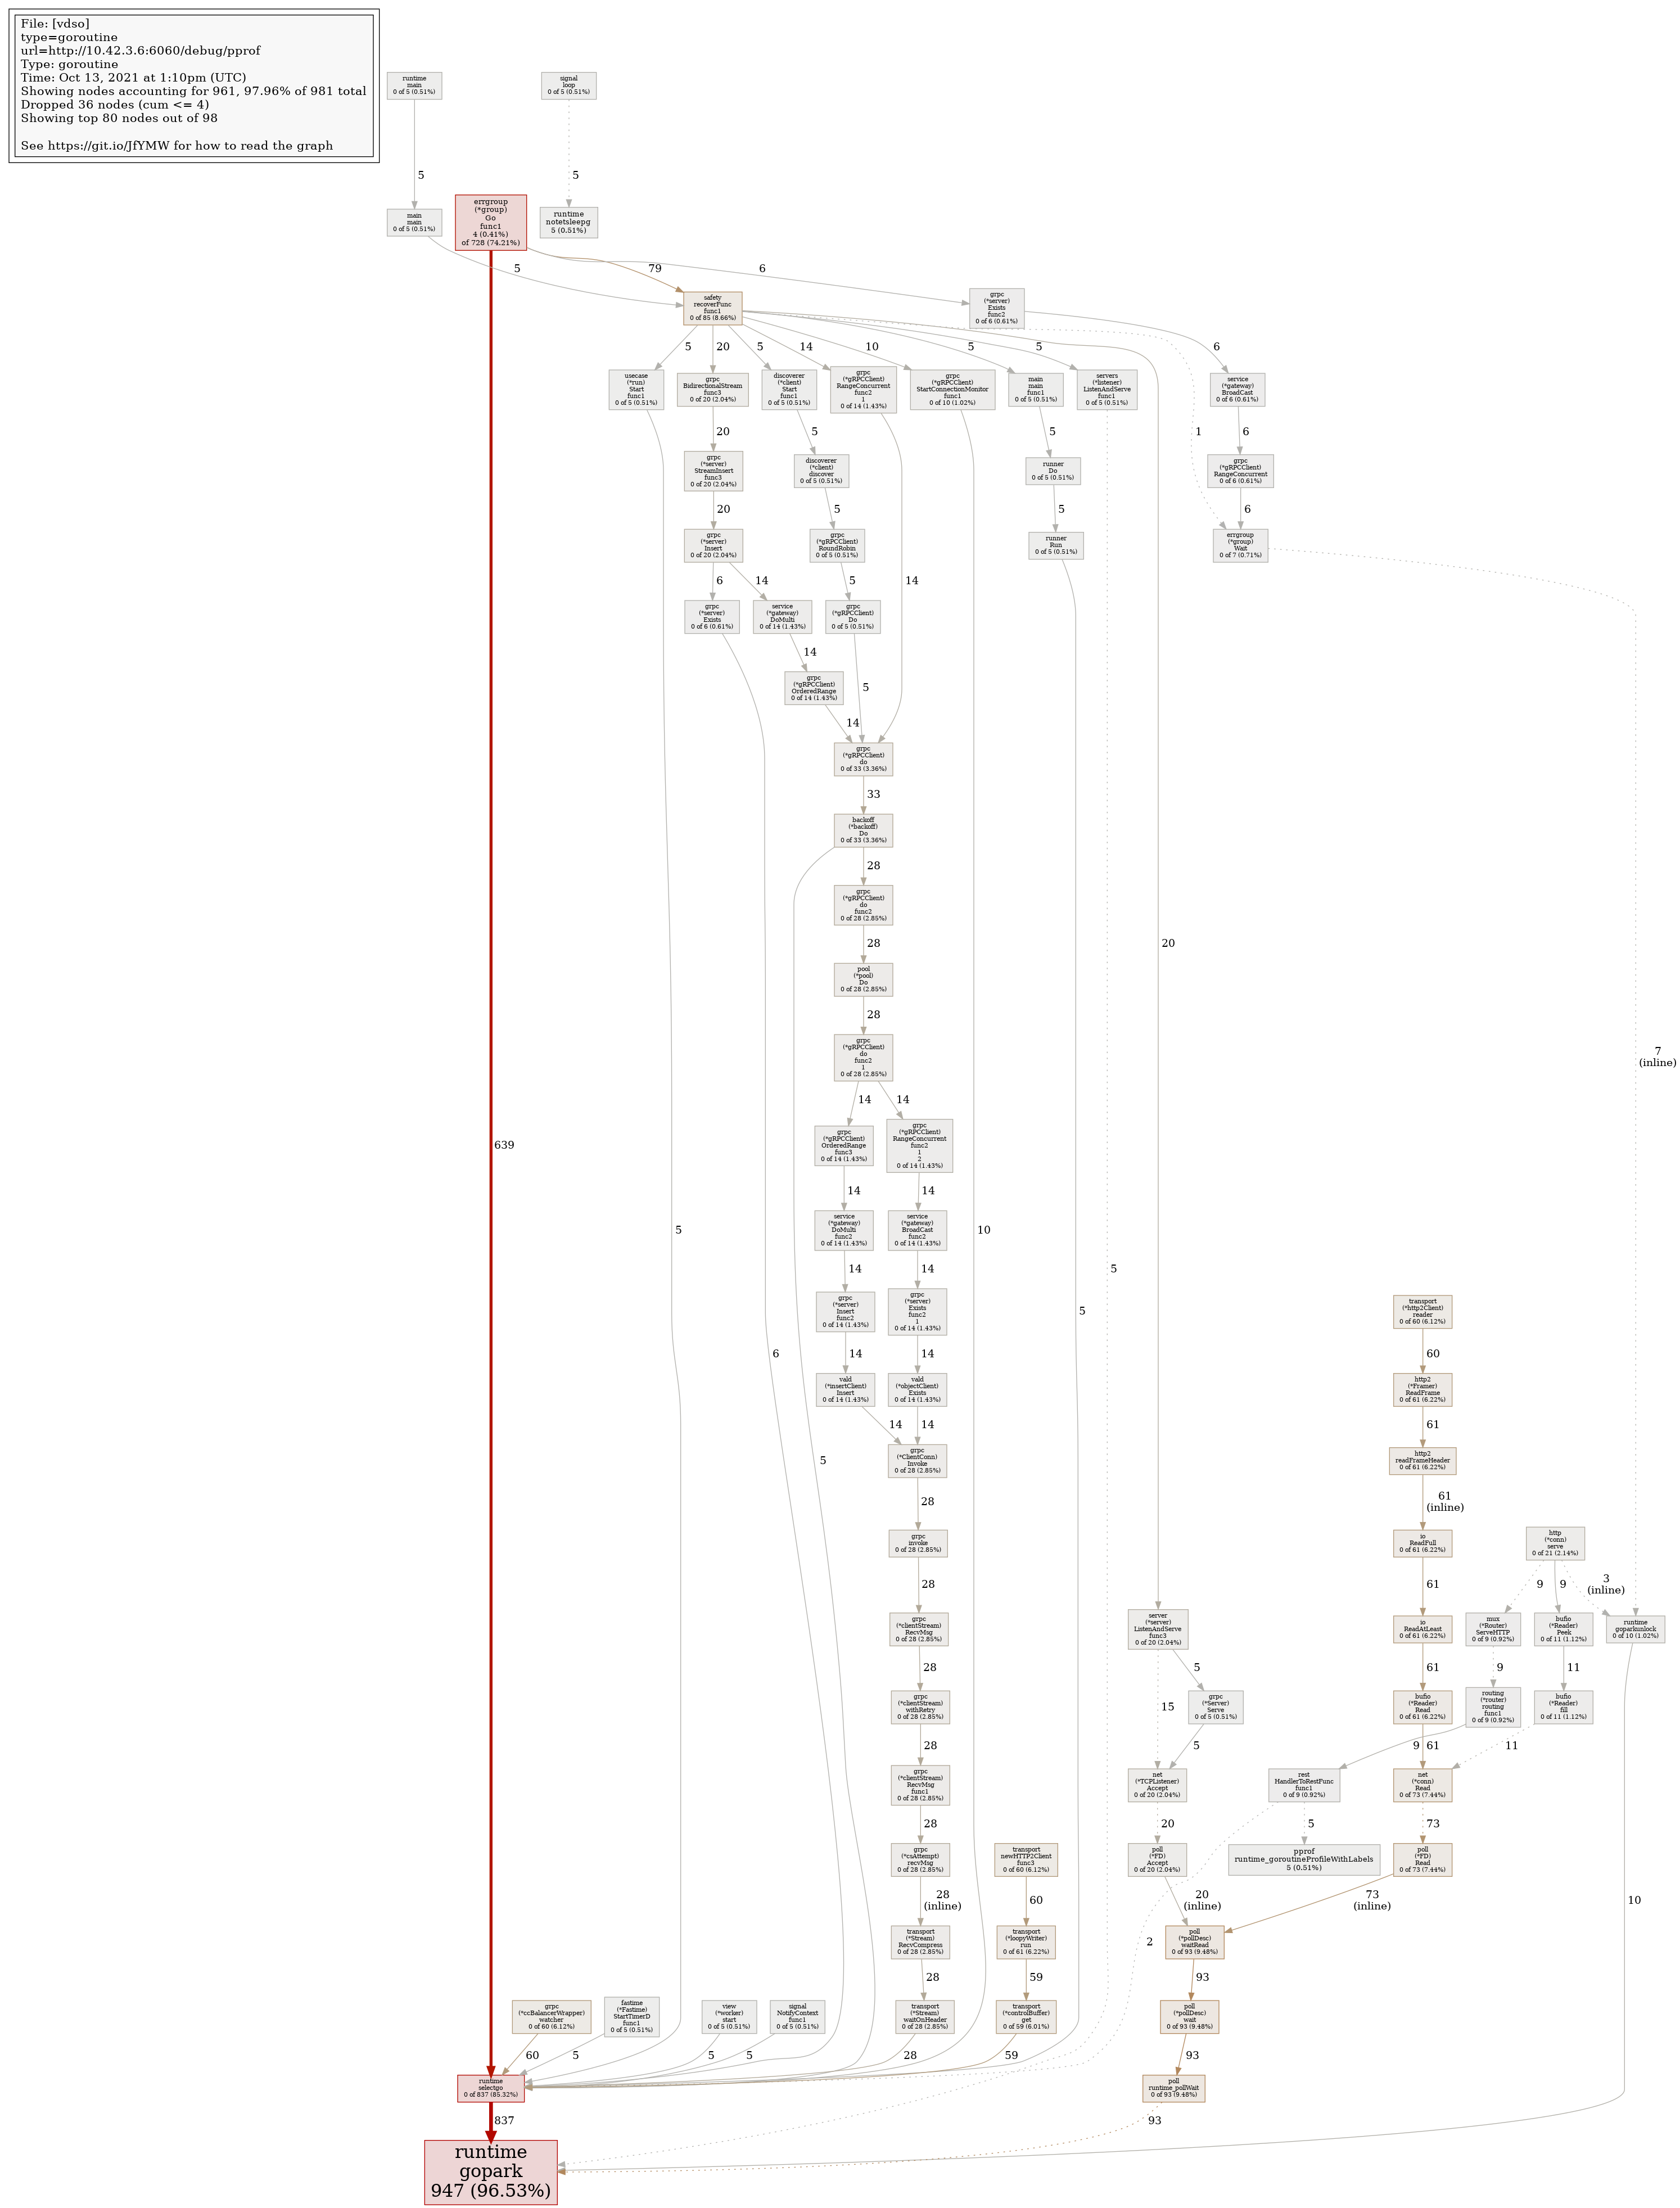 File: [vdso]
type=goroutine
url=http://10.42.3.6:6060/debug/pprof
Type: goroutine
Time: Oct 13, 2021 at 1:10pm (UTC)
Showing nodes accounting for 961, 97.96% of 981 total
Dropped 36 nodes (cum <= 4)
Showing top 80 nodes out of 98
See https://git.io/JfYMW for how to read the graph
runtime
main
0 of 5 (0.51%)
signal
loop
0 of 5 (0.51%)
5
5
main
main
0 of 5 (0.51%)
errgroup
(*group)
Go
func1
4 (0.41%)
of 728 (74.21%)
runtime
notetsleepg
5 (0.51%)
5
79
6
safety
recoverFunc
func1
0 of 85 (8.66%)
grpc
(*server)
Exists
func2
0 of 6 (0.61%)
5
20
5
14
10
5
5
6
usecase
(*run)
Start
func1
0 of 5 (0.51%)
grpc
BidirectionalStream
func3
0 of 20 (2.04%)
discoverer
(*client)
Start
func1
0 of 5 (0.51%)
grpc
(*gRPCClient)
RangeConcurrent
func2
1
0 of 14 (1.43%)
grpc
(*gRPCClient)
StartConnectionMonitor
func1
0 of 10 (1.02%)
main
main
func1
0 of 5 (0.51%)
servers
(*listener)
ListenAndServe
func1
0 of 5 (0.51%)
service
(*gateway)
BroadCast
0 of 6 (0.61%)
20
5
5
1
6
grpc
(*server)
StreamInsert
func3
0 of 20 (2.04%)
discoverer
(*client)
discover
0 of 5 (0.51%)
runner
Do
0 of 5 (0.51%)
grpc
(*gRPCClient)
RangeConcurrent
0 of 6 (0.61%)
20
5
5
6
grpc
(*server)
Insert
0 of 20 (2.04%)
grpc
(*gRPCClient)
RoundRobin
0 of 5 (0.51%)
runner
Run
0 of 5 (0.51%)
errgroup
(*group)
Wait
0 of 7 (0.71%)
6
14
5
14
grpc
(*server)
Exists
0 of 6 (0.61%)
service
(*gateway)
DoMulti
0 of 14 (1.43%)
grpc
(*gRPCClient)
Do
0 of 5 (0.51%)
14
5
grpc
(*gRPCClient)
OrderedRange
0 of 14 (1.43%)
14
grpc
(*gRPCClient)
do
0 of 33 (3.36%)
33
backoff
(*backoff)
Do
0 of 33 (3.36%)
28
grpc
(*gRPCClient)
do
func2
0 of 28 (2.85%)
28
20
pool
(*pool)
Do
0 of 28 (2.85%)
28
grpc
(*gRPCClient)
do
func2
1
0 of 28 (2.85%)
7
(inline)
14
14
639
grpc
(*gRPCClient)
OrderedRange
func3
0 of 14 (1.43%)
grpc
(*gRPCClient)
RangeConcurrent
func2
1
2
0 of 14 (1.43%)
14
14
5
10
service
(*gateway)
DoMulti
func2
0 of 14 (1.43%)
service
(*gateway)
BroadCast
func2
0 of 14 (1.43%)
14
14
5
5
grpc
(*server)
Insert
func2
0 of 14 (1.43%)
grpc
(*server)
Exists
func2
1
0 of 14 (1.43%)
transport
(*http2Client)
reader
0 of 60 (6.12%)
6
14
14
60
vald
(*insertClient)
Insert
0 of 14 (1.43%)
vald
(*objectClient)
Exists
0 of 14 (1.43%)
http2
(*Framer)
ReadFrame
0 of 61 (6.22%)
14
14
61
5
grpc
(*ClientConn)
Invoke
0 of 28 (2.85%)
http2
readFrameHeader
0 of 61 (6.22%)
28
61
(inline)
grpc
invoke
0 of 28 (2.85%)
io
ReadFull
0 of 61 (6.22%)
http
(*conn)
serve
0 of 21 (2.14%)
28
61
9
9
3
(inline)
grpc
(*clientStream)
RecvMsg
0 of 28 (2.85%)
server
(*server)
ListenAndServe
func3
0 of 20 (2.04%)
io
ReadAtLeast
0 of 61 (6.22%)
mux
(*Router)
ServeHTTP
0 of 9 (0.92%)
bufio
(*Reader)
Peek
0 of 11 (1.12%)
runtime
goparkunlock
0 of 10 (1.02%)
28
5
61
9
11
grpc
(*clientStream)
withRetry
0 of 28 (2.85%)
15
grpc
(*Server)
Serve
0 of 5 (0.51%)
bufio
(*Reader)
Read
0 of 61 (6.22%)
routing
(*router)
routing
func1
0 of 9 (0.92%)
bufio
(*Reader)
fill
0 of 11 (1.12%)
28
5
9
61
11
grpc
(*clientStream)
RecvMsg
func1
0 of 28 (2.85%)
net
(*TCPListener)
Accept
0 of 20 (2.04%)
rest
HandlerToRestFunc
func1
0 of 9 (0.92%)
net
(*conn)
Read
0 of 73 (7.44%)
28
20
5
73
grpc
(*csAttempt)
recvMsg
0 of 28 (2.85%)
transport
newHTTP2Client
func3
0 of 60 (6.12%)
poll
(*FD)
Accept
0 of 20 (2.04%)
pprof
runtime_goroutineProfileWithLabels
5 (0.51%)
poll
(*FD)
Read
0 of 73 (7.44%)
28
(inline)
60
20
(inline)
73
(inline)
10
transport
(*Stream)
RecvCompress
0 of 28 (2.85%)
transport
(*loopyWriter)
run
0 of 61 (6.22%)
2
poll
(*pollDesc)
waitRead
0 of 93 (9.48%)
28
59
93
grpc
(*ccBalancerWrapper)
watcher
0 of 60 (6.12%)
fastime
(*Fastime)
StartTimerD
func1
0 of 5 (0.51%)
view
(*worker)
start
0 of 5 (0.51%)
signal
NotifyContext
func1
0 of 5 (0.51%)
transport
(*Stream)
waitOnHeader
0 of 28 (2.85%)
transport
(*controlBuffer)
get
0 of 59 (6.01%)
poll
(*pollDesc)
wait
0 of 93 (9.48%)
60
5
5
5
28
59
93
runtime
selectgo
0 of 837 (85.32%)
poll
runtime_pollWait
0 of 93 (9.48%)
837
93
runtime
gopark
947 (96.53%)